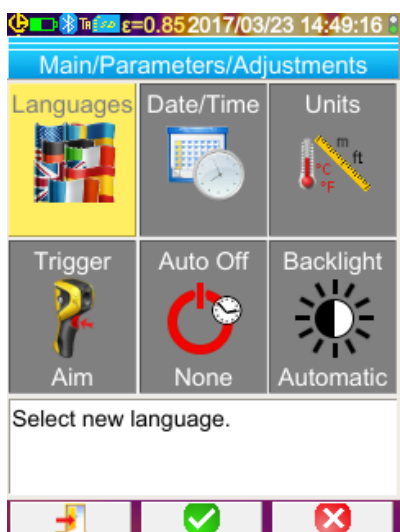 ε=0.85 2017/03/23 14:49:16
Main/Parameters/Adjustments
Languages Date/Time Units
m
ft
°C
°F
Trigger Auto Off Backlight
Aim None Automatic
Select new language.